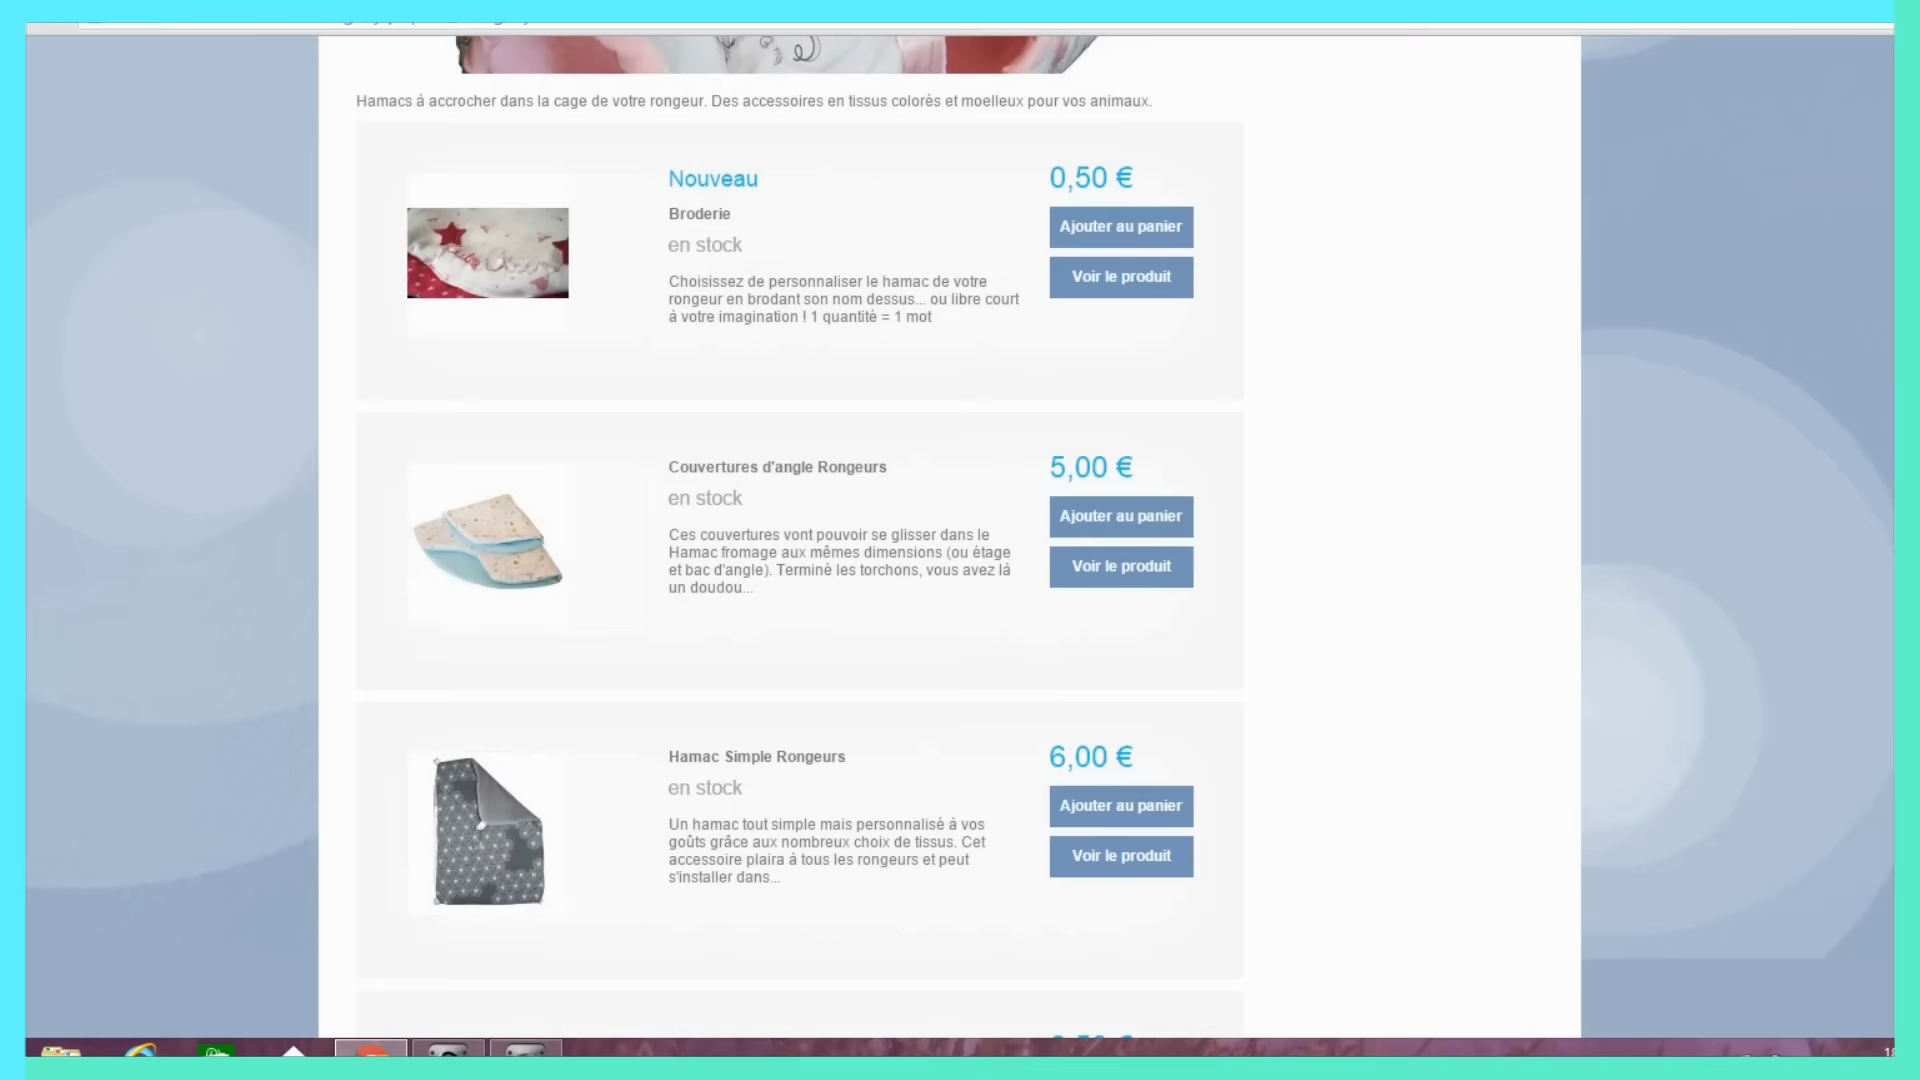 Hamacs à accrocher dans la cage de votre rongeur. Des accessoires en tissus colorés et moelleux pour vos animaux.
Nouveau
Broderie
en stock
Choisissez de personnaliser le hamac de votre
rongeur en brodant son nom dessus... ou libre court
à votre imagination ! 1 quantité = 1 mot
0,50 €
Ajouter au panier
Voir le produit
Couvertures d'angle Rongeurs
en stock
Ces couvertures vont pouvoir se glisser dans le
Hamac fromage aux mêmes dimensions (ou étage
et bac d'angle). Terminé les torchons, vous avez là
un doudou...
5,00 €
Ajouter au panier
Voir le produit
Hamac Simple Rongeurs
en stock
Un hamac tout simple mais personnalisé à vos
goûts grâce aux nombreux choix de tissus. Cet
accessoire plaira à tous les rongeurs et peut
s'installer dans...
6,00 €
Ajouter au panier
Voir le produit